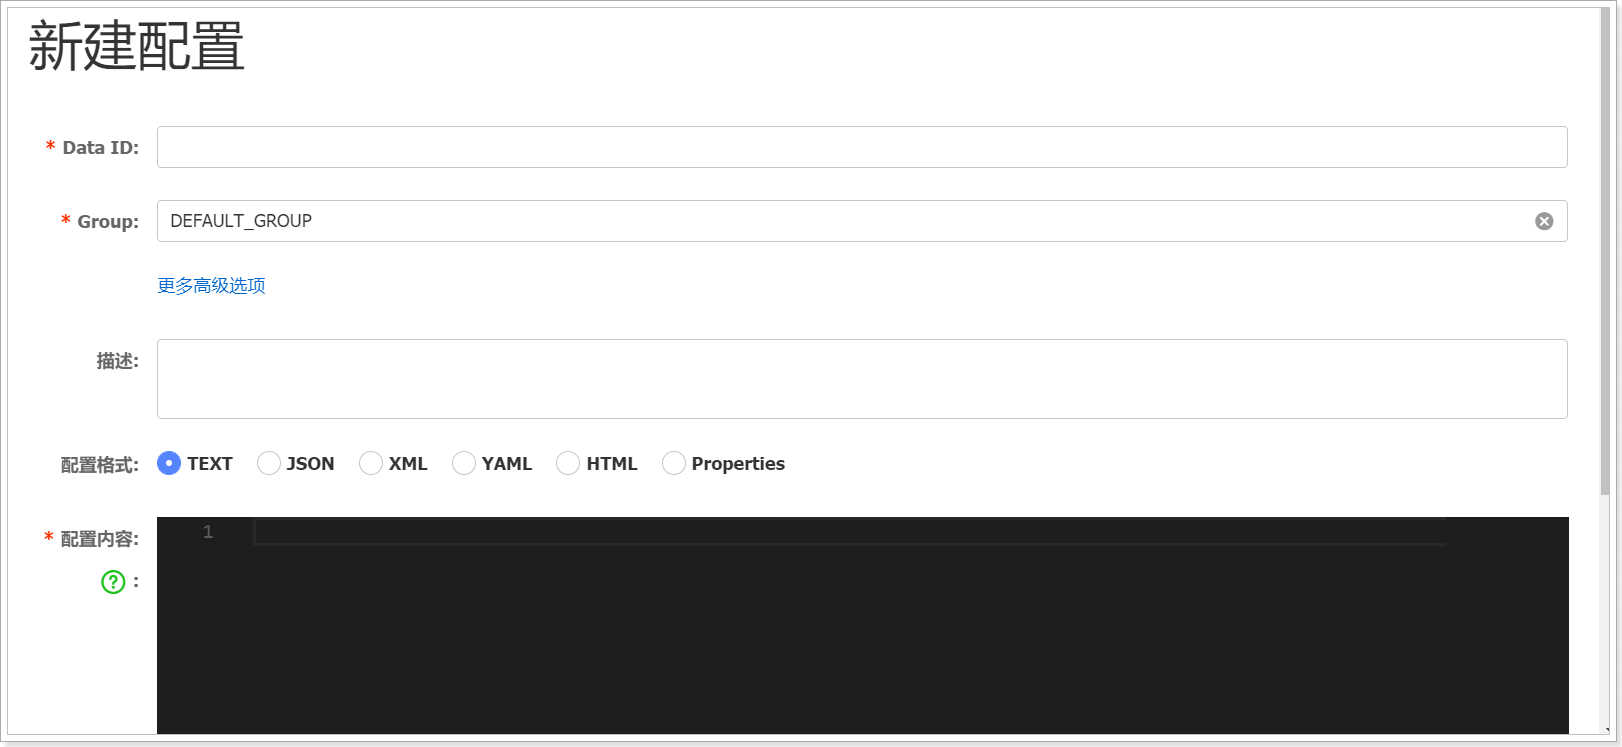 新建配置
* Data ID:
* Group: DEFAULT_GROUP
更多高级选项
描述:
配置格式: TEXT JSON XML YAML HTML Properties
* 配置内容: 1
? :